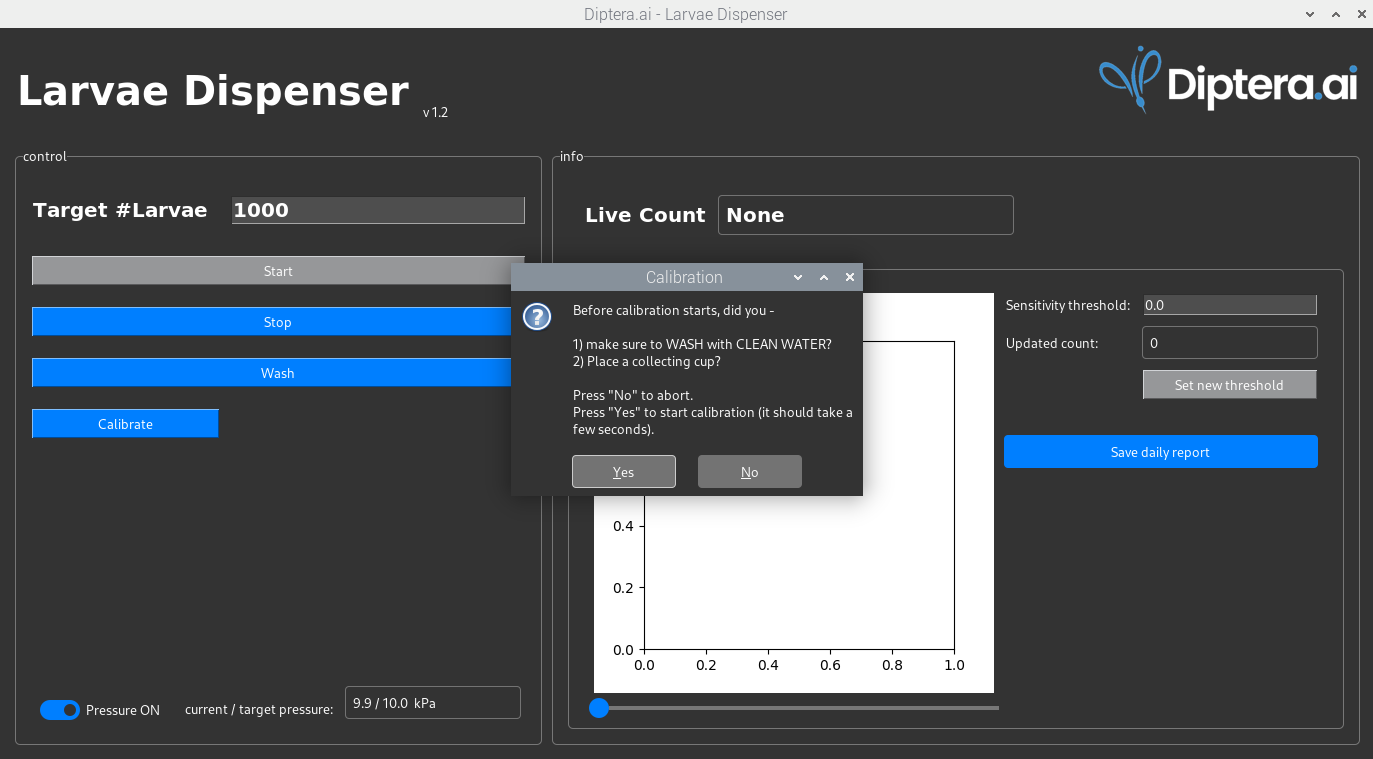 Diptera.ai - Larvae Dispenser
Larvae Dispenser
v 1.2
Diptera.ai
control
Target #Larvae
1000
Start
Stop
Wash
Calibrate
Pressure ON
current / target pressure:
9.9 / 10.0 kPa
info
Live Count
None
Calibration
?
Before calibration starts, did you -
1) make sure to WASH with CLEAN WATER?
2) Place a collecting cup?
Press "No" to abort.
Press "Yes" to start calibration (it should take a
few seconds).
Yes
No
0.4
0.2
0.0
0.0 0.2 0.4 0.6 0.8 1.0
Sensitivity threshold:
0.0
Updated count:
0
Set new threshold
Save daily report